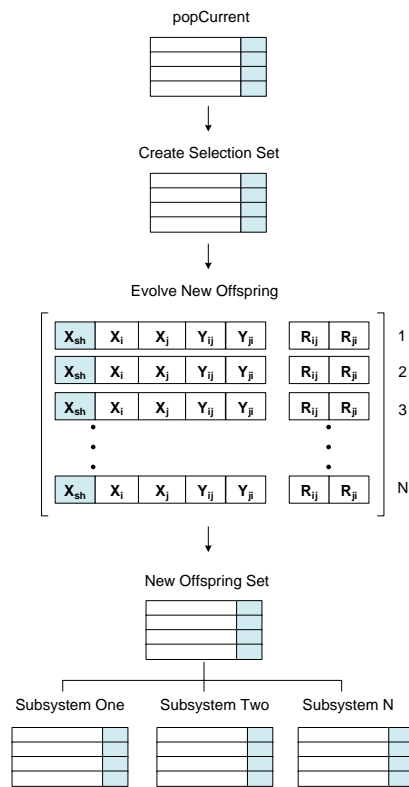 popCurrent
Create Selection Set
Evolve New Offspring
Xsh Xi Xj Yij Yji Rij Rji 1
Xsh Xi Xj Yij Yji Rij Rji 2
Xsh Xi Xj Yij Yji Rij Rji 3
Xsh Xi Xj Yij Yji Rij Rji N
New Offspring Set
Subsystem One Subsystem Two Subsystem N